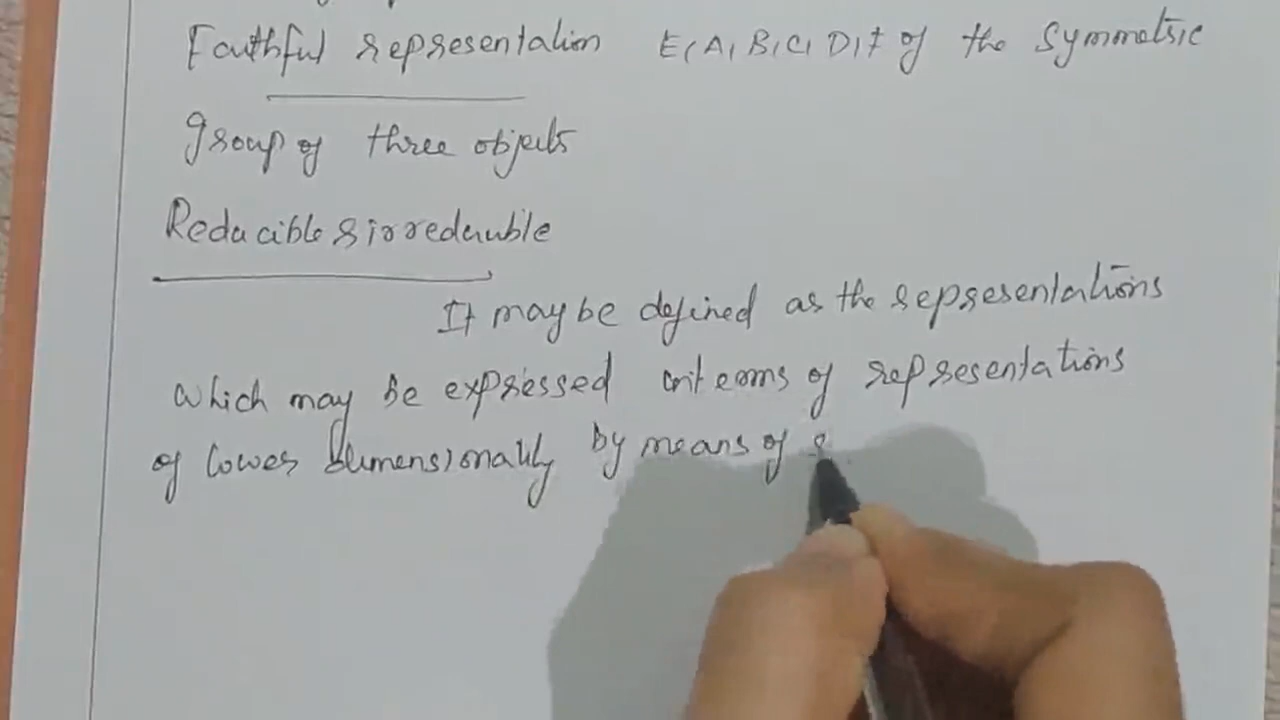 Faithful representation E, A, B, C, D, F of the Symmetric
group of three objects
Reducible & irreducible
It may be defined as the representations
which may be expressed in terms of representations
of lower dimensionality by means of